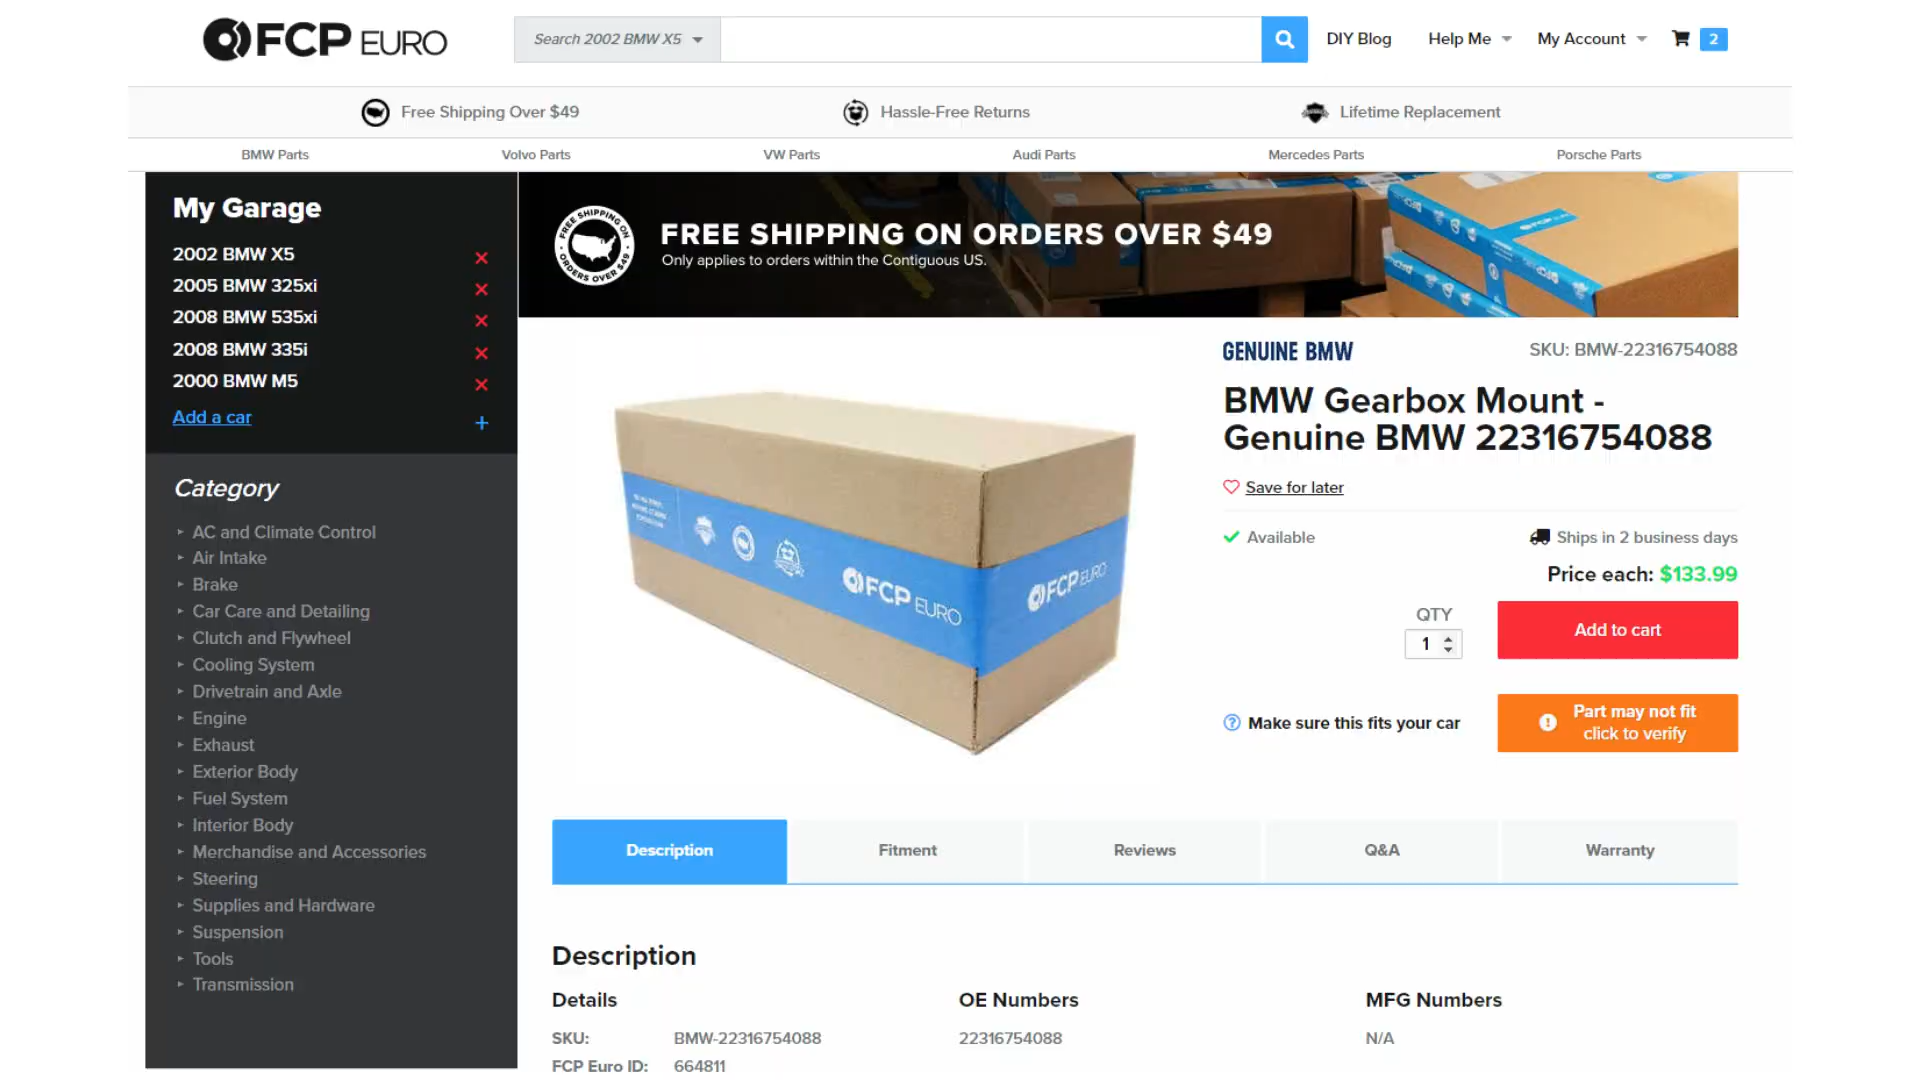 FCP EURO
Search 2002 BMW X5
DIY Blog
Help Me
My Account
2
Free Shipping Over $49
Hassle-Free Returns
Lifetime Replacement
BMW Parts
Volvo Parts
VW Parts
Audi Parts
Mercedes Parts
Porsche Parts
My Garage
2002 BMW X5
2005 BMW 325xi
2008 BMW 535xi
2008 BMW 335i
2000 BMW M5
Add a car
Category
AC and Climate Control
Air Intake
Brake
Car Care and Detailing
Clutch and Flywheel
Cooling System
Drivetrain and Axle
Engine
Exhaust
Exterior Body
Fuel System
Interior Body
Merchandise and Accessories
Steering
Supplies and Hardware
Suspension
Tools
Transmission
FREE SHIPPING ON
ORDERS OVER $49
FREE SHIPPING ON ORDERS OVER $49
Only applies to orders within the Contiguous US.
FCP EURO
FCP EURO
GENUINE BMW
SKU: BMW-22316754088
BMW Gearbox Mount -
Genuine BMW 22316754088
Save for later
Available
Ships in 2 business days
Price each: $133.99
QTY
1
Add to cart
Make sure this fits your car
Part may not fit
click to verify
Description
Fitment
Reviews
Q&A
Warranty
Description
Details
OE Numbers
MFG Numbers
SKU:
BMW-22316754088
22316754088
N/A
FCP Euro ID:
664811